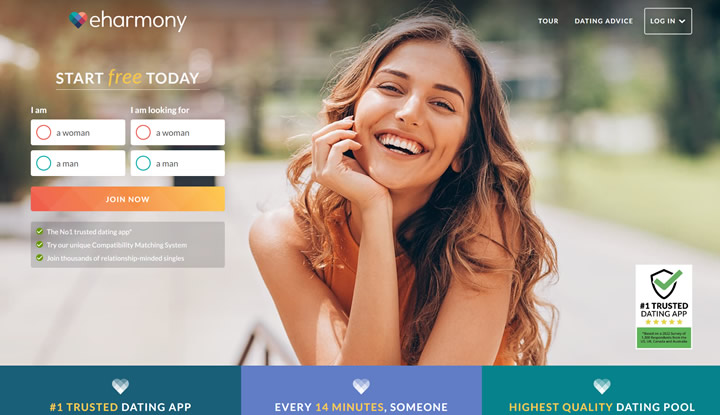 eharmony
TOUR
DATING ADVICE
LOG IN
START free TODAY
I am
I am looking for
a woman
a woman
a man
a man
JOIN NOW
The No1 trusted dating app*
Try our unique Compatibility Matching System
Join thousands of relationship-minded singles
#1 TRUSTED
DATING APP
#1 TRUSTED DATING APP
EVERY 14 MINUTES, SOMEONE
HIGHEST QUALITY DATING POOL